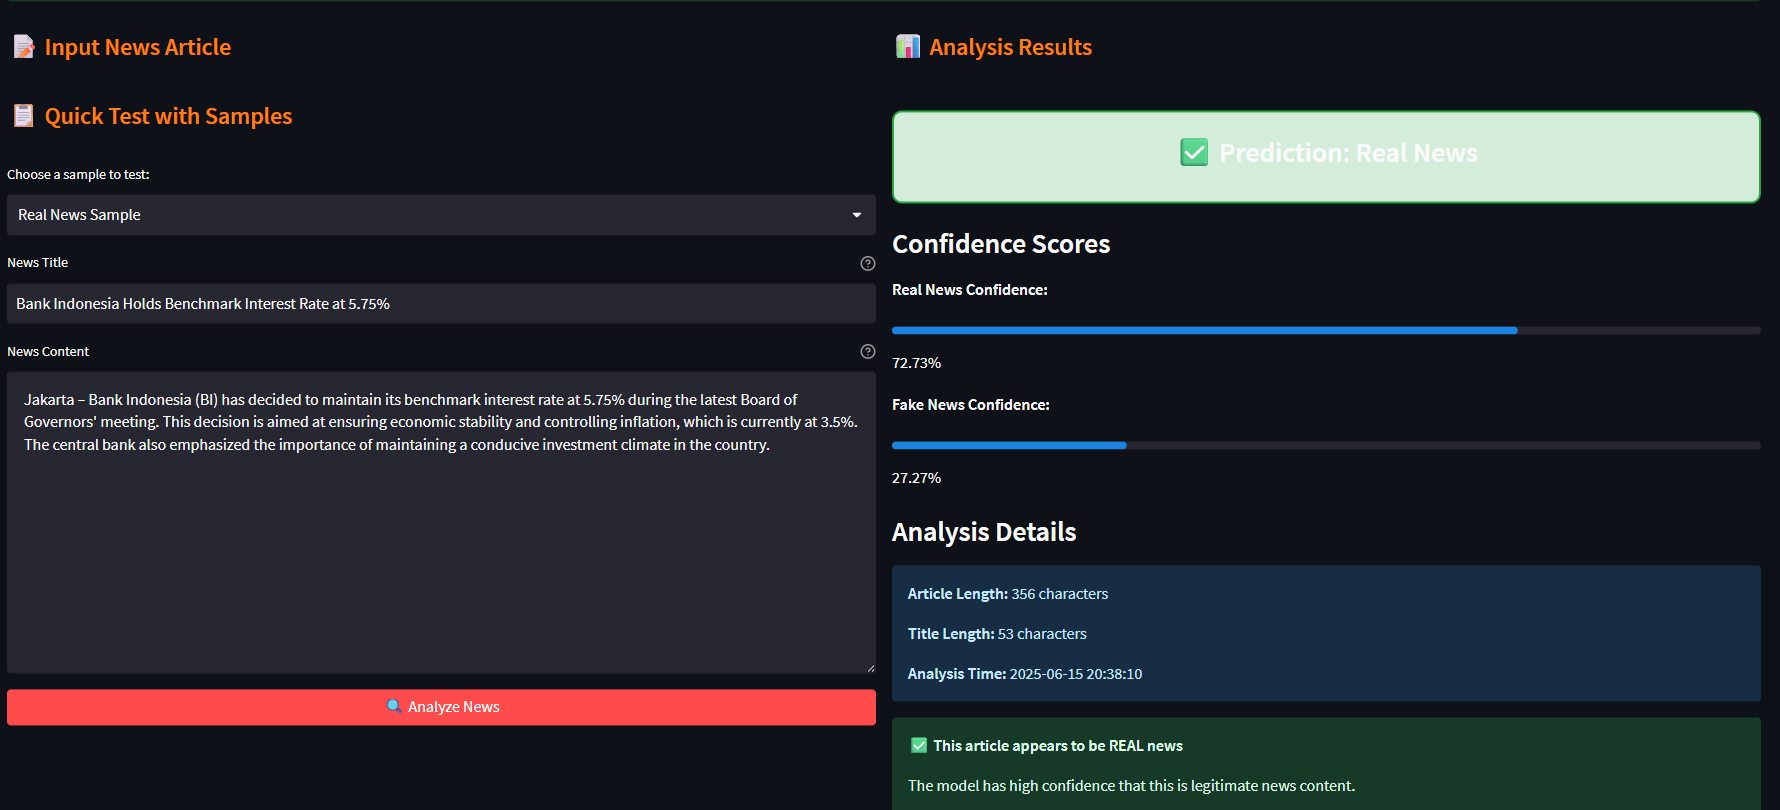 Input News Article
Quick Test with Samples
Choose a sample to test:
Real News Sample
News Title
Bank Indonesia Holds Benchmark Interest Rate at 5.75%
News Content
Jakarta – Bank Indonesia (BI) has decided to maintain its benchmark interest rate at 5.75% during the latest Board of
Governors' meeting. This decision is aimed at ensuring economic stability and controlling inflation, which is currently at 3.5%.
The central bank also emphasized the importance of maintaining a conducive investment climate in the country.
Analyze News
Analysis Results
Prediction: Real News
Confidence Scores
Real News Confidence:
72.73%
Fake News Confidence:
27.27%
Analysis Details
Article Length: 356 characters
Title Length: 53 characters
Analysis Time: 2025-06-15 20:38:10
This article appears to be REAL news
The model has high confidence that this is legitimate news content.